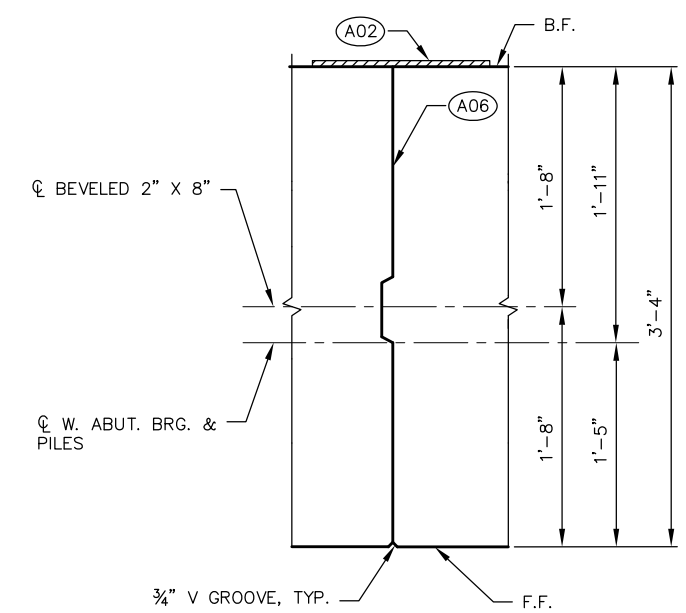 A02
B.F.
A06
℄ BEVELED 2” X 8”
1’–8”
1’–11”
3’–4”
℄ W. ABUT. BRG. &
PILES
1’–8”
1’–5”
¾” V GROOVE, TYP.
F.F.